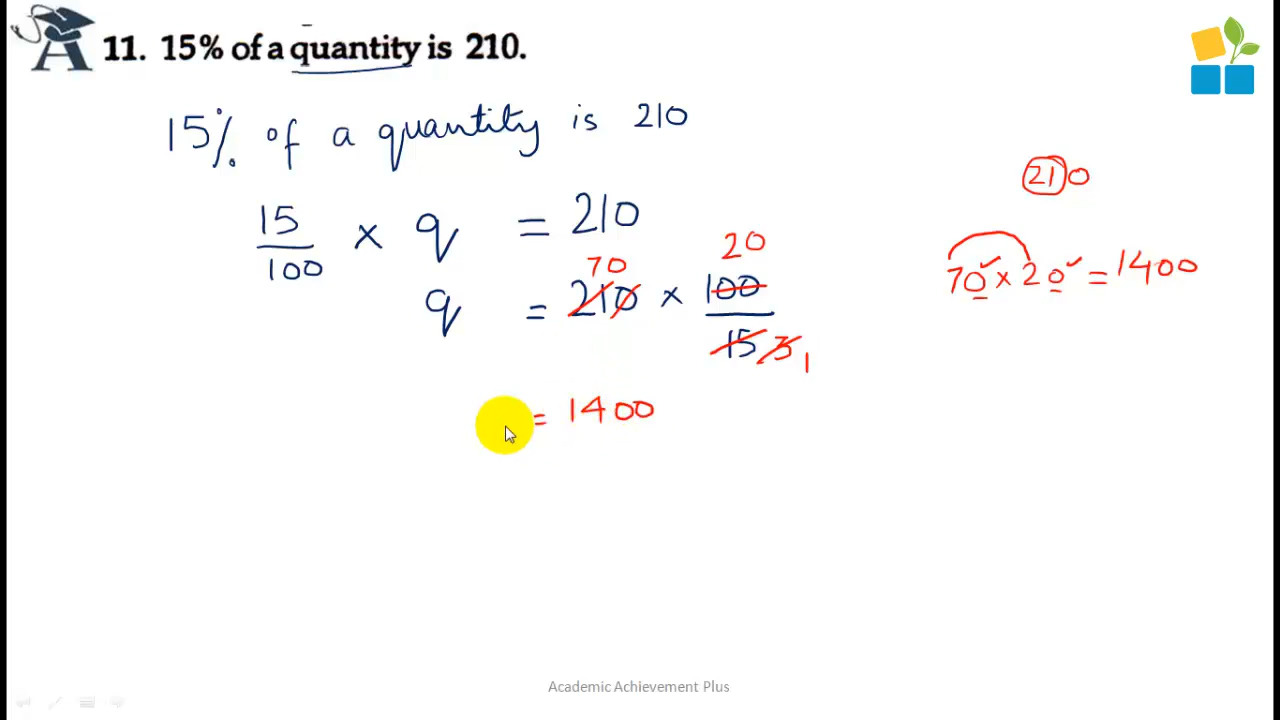 11. 15% of a quantity is 210.
15% of a quantity is 210
210
15/100 × q = 210
70 20
q = 210 × 100/15 5 1
70 × 20 = 1400
= 1400
Academic Achievement Plus